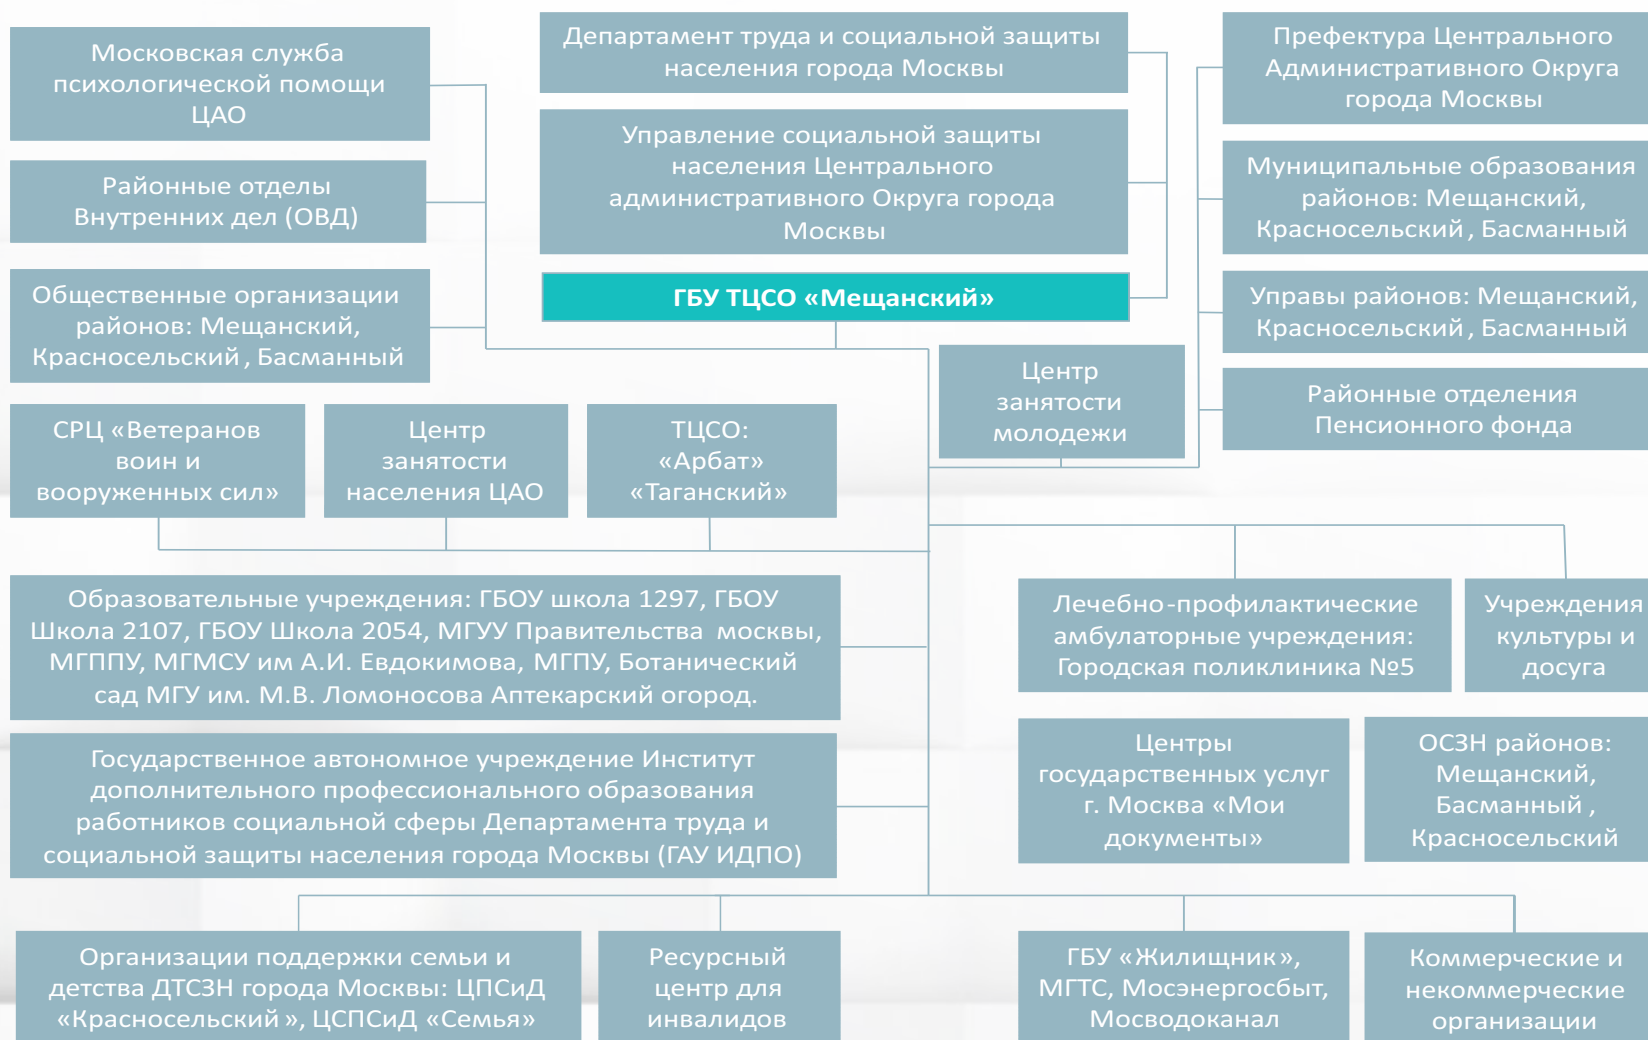 Московская служба
психологической помощи
ЦАО
Департамент труда и социальной защиты
населения города Москвы
Префектура Центрального
Административного Округа
города Москвы
Управление социальной защиты
населения Центрального
административного Округа города
Москвы
Районные отделы
Внутренних дел (ОВД)
Муниципальные образования
районов: Мещанский,
Красносельский , Басманный
Общественные организации
районов: Мещанский,
Красносельский , Басманный
ГБУ ТЦСО «Мещанский»
Управы районов: Мещанский,
Красносельский , Басманный
Центр
занятости
молодежи
Районные отделения
Пенсионного фонда
СРЦ «Ветеранов
воин и
вооруженных сил»
Центр
занятости
населения ЦАО
ТЦСО:
«Арбат»
«Таганский»
Образовательные учреждения: ГБОУ школа 1297, ГБОУ
Школа 2107, ГБОУ Школа 2054, МГУУ Правительства москвы,
МГППУ, МГМСУ им А.И. Евдокимова, МГПУ, Ботанический
сад МГУ им. М.В. Ломоносова Аптекарский огород.
Лечебно-профилактические
амбулаторные учреждения:
Городская поликлиника №5
Учреждения
культуры и
досуга
Государственное автономное учреждение Институт
дополнительного профессионального образования
работников социальной сферы Департамента труда и
социальной защиты населения города Москвы (ГАУ ИДПО)
Центры
государственных услуг
г. Москва «Мои
документы»
ОСЗН районов:
Мещанский,
Басманный ,
Красносельский
Организации поддержки семьи и
детства ДТСЗН города Москвы: ЦПСиД
«Красносельский », ЦСПСиД «Семья»
Ресурсный
центр для
инвалидов
ГБУ «Жилищник»,
МГТС, Мосэнергосбыт,
Мосводоканал
Коммерческие и
некоммерческие
организации